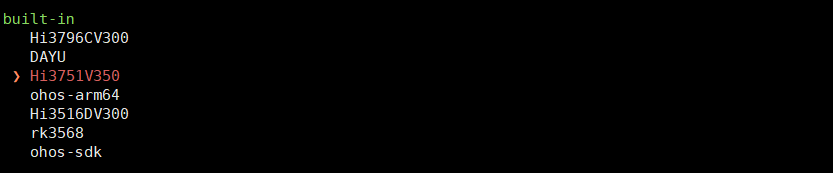 built-in
Hi3796CV300
DAYU
❯ Hi3751V350
ohos-arm64
Hi3516DV300
rk3568
ohos-sdk